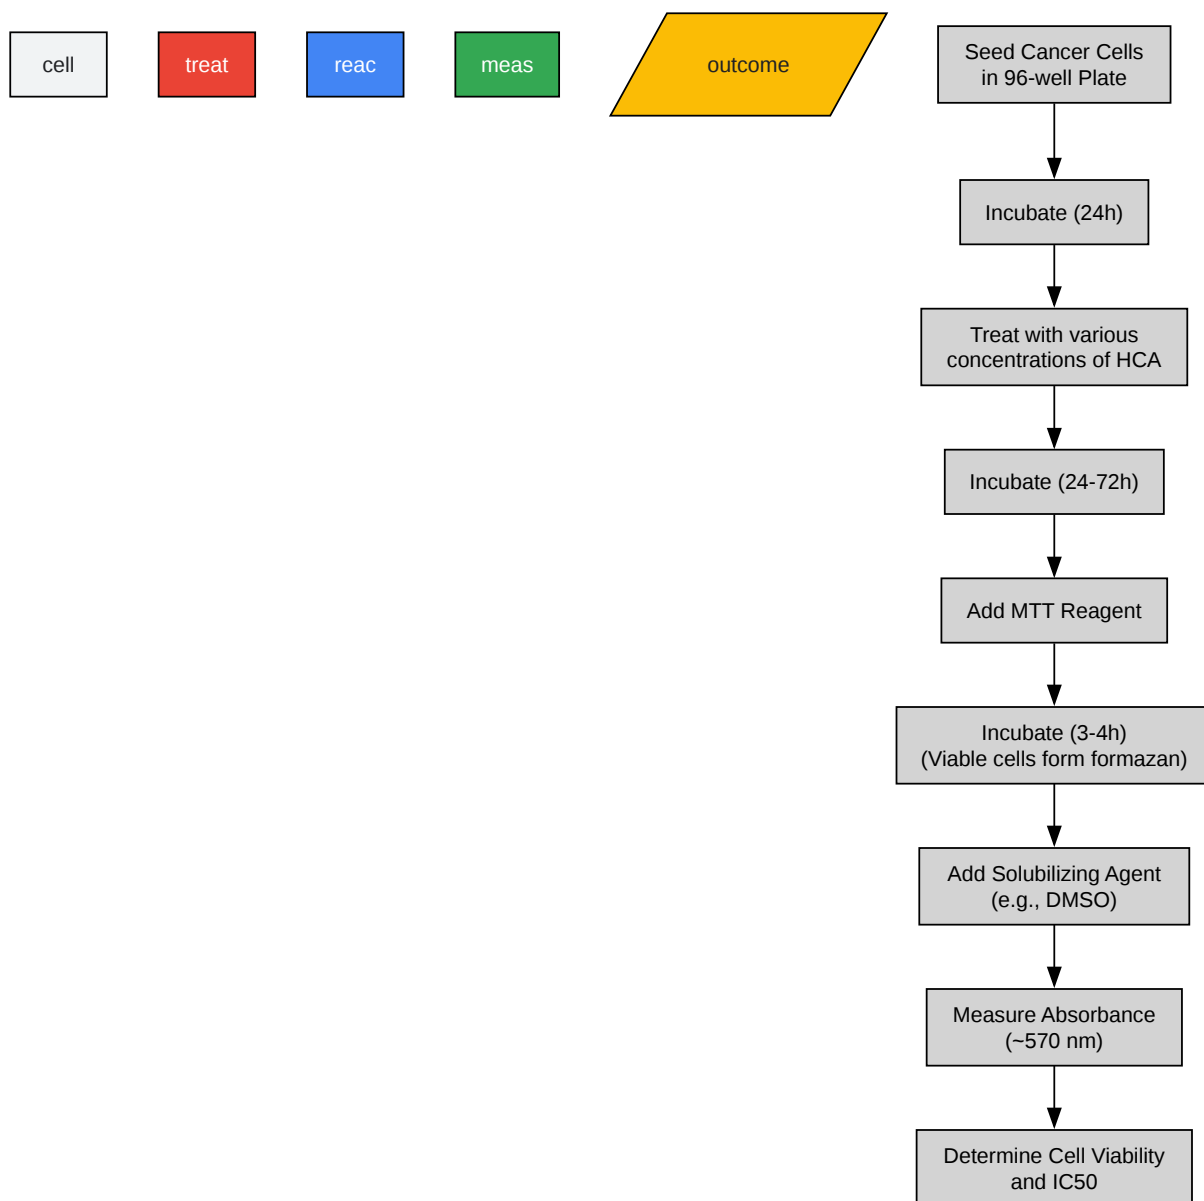 cell
treat
reac
meas
outcome
Seed Cancer Cells
in 96-well Plate
Incubate (24h)
Treat with various
concentrations of HCA
Incubate (24-72h)
Add MTT Reagent
Incubate (3-4h)
(Viable cells form formazan)
Add Solubilizing Agent
(e.g., DMSO)
Measure Absorbance
(~570 nm)
Determine Cell Viability
and IC50